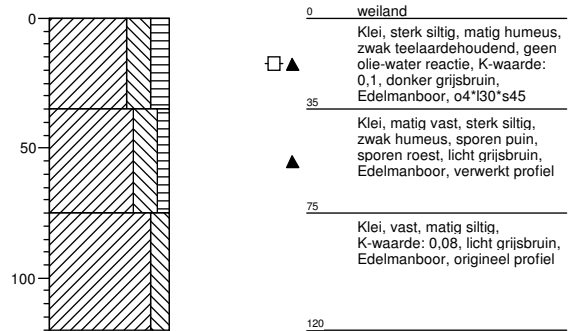 0
50
100
0 weiland
Klei, sterk siltig, matig humeus,
zwak teelaardehoudend, geen
olie-water reactie, K-waarde:
0,1, donker grijsbruin,
Edelmanboor, o4*l30*s45
35
Klei, matig vast, sterk siltig,
zwak humeus, sporen puin,
sporen roest, licht grijsbruin,
Edelmanboor, verwerkt profiel
75
Klei, vast, matig siltig,
K-waarde: 0,08, licht grijsbruin,
Edelmanboor, origineel profiel
120